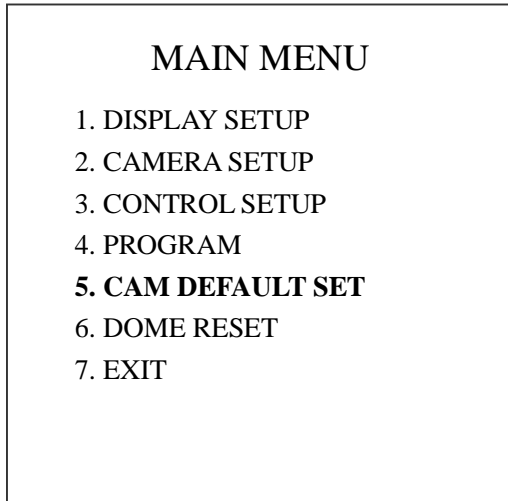 MAIN MENU
1. DISPLAY SETUP
2. CAMERA SETUP
3. CONTROL SETUP
4. PROGRAM
5. CAM DEFAULT SET
6. DOME RESET
7. EXIT